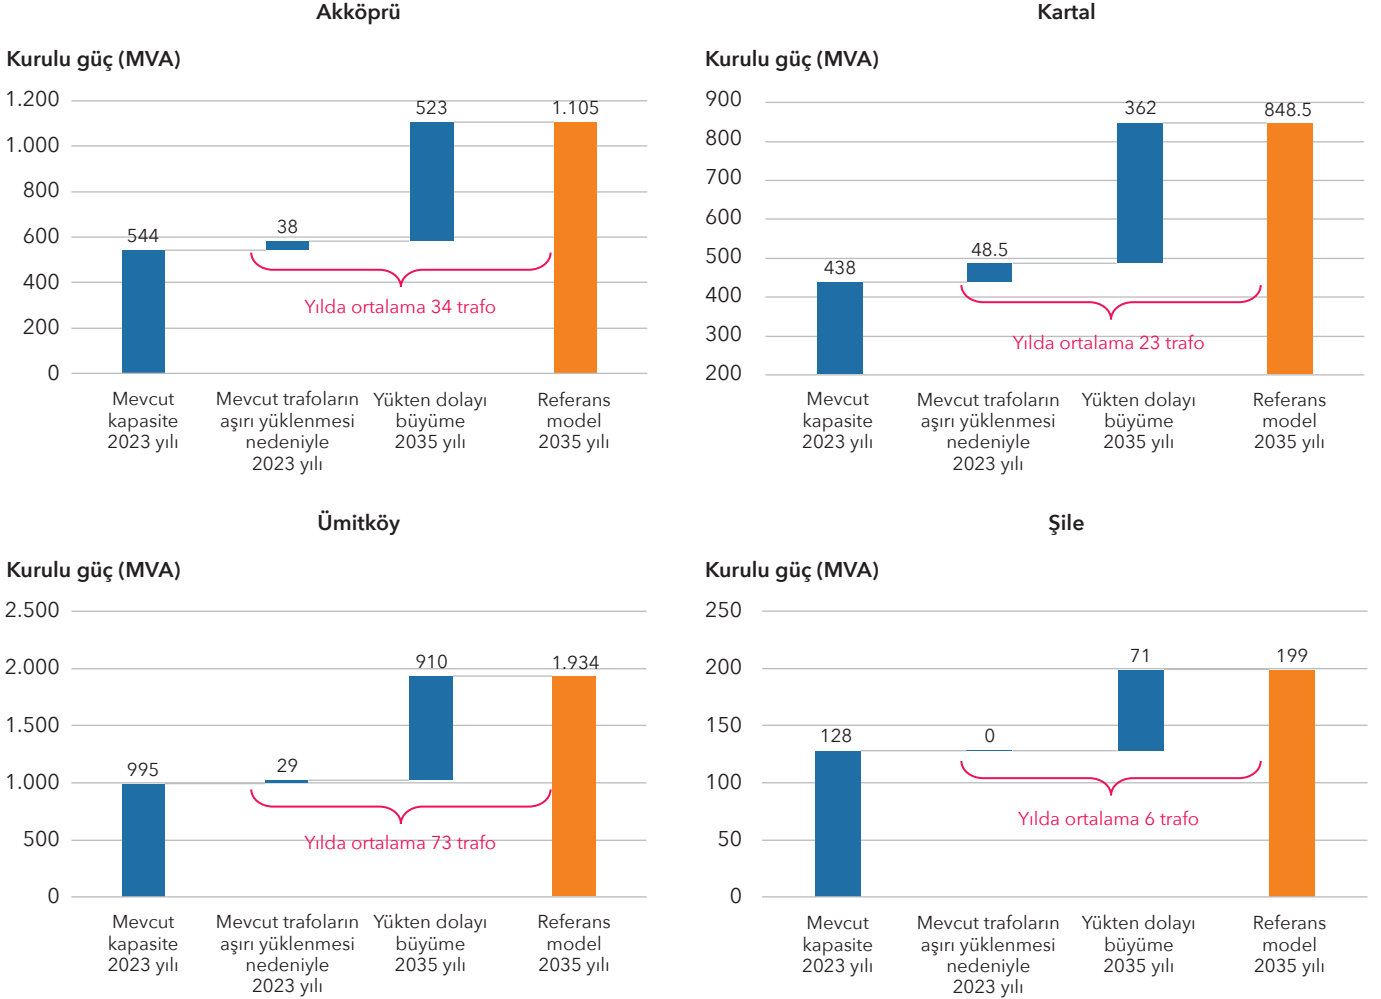 Akköprü
Kurulu güç (MVA)
1.200
1.000
800
600
400
200
0
544
38
523
1.105
Yılda ortalama 34 trafo
Mevcut
kapasite
2023 yılı
Mevcut trafoların
aşırı yüklenmesi
nedeniyle
2023 yılı
Yükten dolayı
büyüme
2035 yılı
Referans
model
2035 yılı
Kartal
Kurulu güç (MVA)
900
800
700
600
500
400
300
200
438
48.5
362
848.5
Yılda ortalama 23 trafo
Mevcut
kapasite
2023 yılı
Mevcut trafoların
aşırı yüklenmesi
nedeniyle
2023 yılı
Yükten dolayı
büyüme
2035 yılı
Referans
model
2035 yılı
Ümitköy
Kurulu güç (MVA)
2.500
2.000
1.500
1.000
500
0
995
29
910
1.934
Yılda ortalama 73 trafo
Mevcut
kapasite
2023 yılı
Mevcut trafoların
aşırı yüklenmesi
nedeniyle
2023 yılı
Yükten dolayı
büyüme
2035 yılı
Referans
model
2035 yılı
Şile
Kurulu güç (MVA)
250
200
150
100
50
0
128
0
71
199
Yılda ortalama 6 trafo
Mevcut
kapasite
2023 yılı
Mevcut trafoların
aşırı yüklenmesi
nedeniyle
2023 yılı
Yükten dolayı
büyüme
2035 yılı
Referans
model
2035 yılı